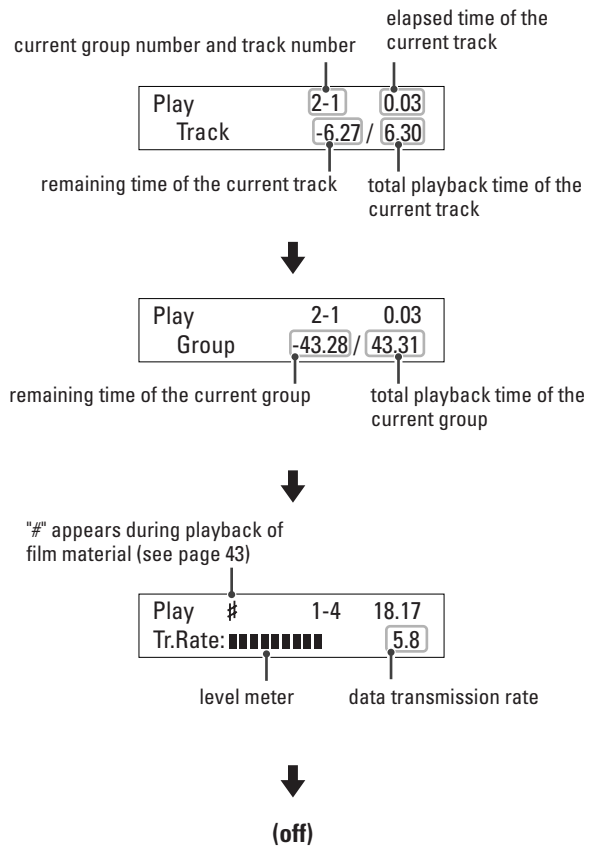 elapsed time of the
current track
current group number and track number
Play 2-1 0.03
Track -6.27 / 6.30
remaining time of the current track
total playback time of the
current track
Play 2-1 0.03
Group -43.28 / 43.31
remaining time of the current group
total playback time of the
current group
"#" appears during playback of
film material (see page 43)
Play # 1-4 18.17
Tr.Rate: 5.8
level meter
data transmission rate
(off)